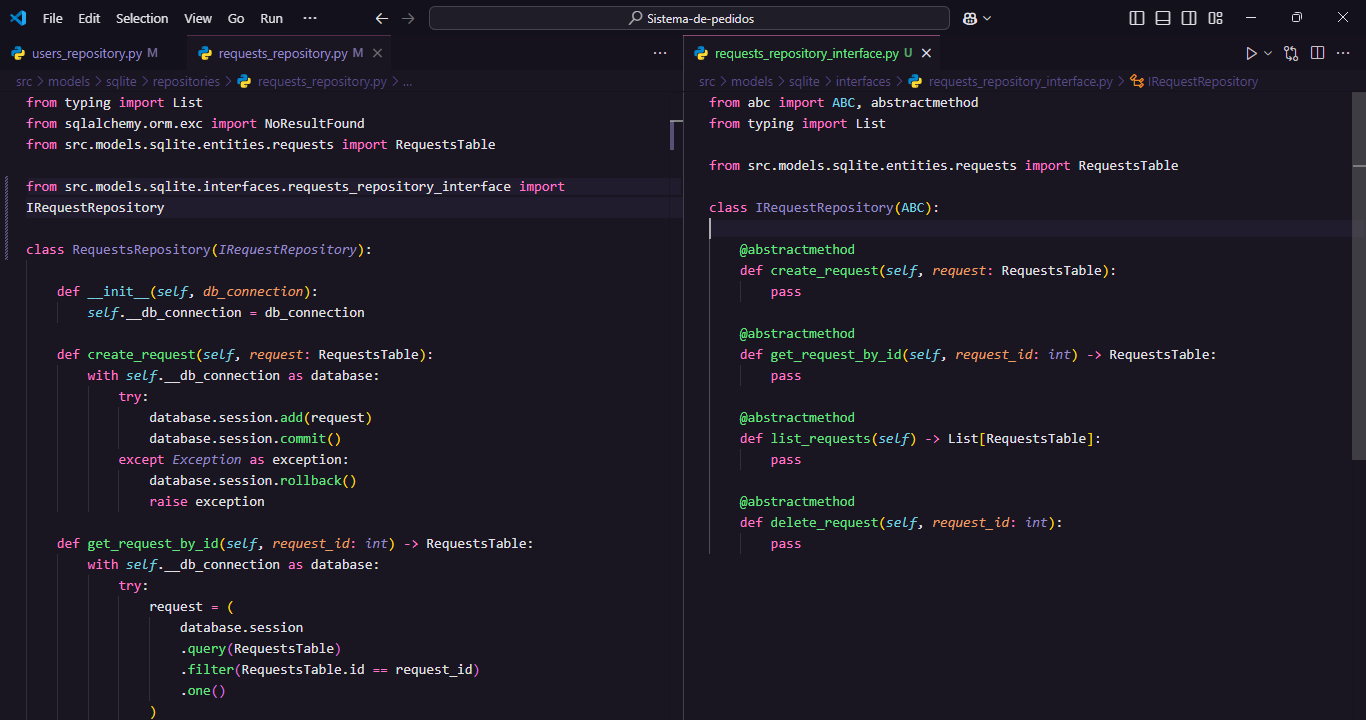 File Edit Selection View Go Run ···
Sistema-de-pedidos
users_repository.py M
requests_repository.py M
src > models > sqlite > repositories > requests_repository.py > ...
from typing import List
from sqlalchemy.orm.exc import NoResultFound
from src.models.sqlite.entities.requests import RequestsTable
from src.models.sqlite.interfaces.requests_repository_interface import
IRequestRepository
class RequestsRepository(IRequestRepository):
def __init__(self, db_connection):
self.__db_connection = db_connection
def create_request(self, request: RequestsTable):
with self.__db_connection as database:
try:
database.session.add(request)
database.session.commit()
except Exception as exception:
database.session.rollback()
raise exception
def get_request_by_id(self, request_id: int) -> RequestsTable:
with self.__db_connection as database:
try:
request = (
database.session
.query(RequestsTable)
.filter(RequestsTable.id == request_id)
.one()
)
requests_repository_interface.py U
src > models > sqlite > interfaces > requests_repository_interface.py > IRequestRepository
from abc import ABC, abstractmethod
from typing import List
from src.models.sqlite.entities.requests import RequestsTable
class IRequestRepository(ABC):
@abstractmethod
def create_request(self, request: RequestsTable):
pass
@abstractmethod
def get_request_by_id(self, request_id: int) -> RequestsTable:
pass
@abstractmethod
def list_requests(self) -> List[RequestsTable]:
pass
@abstractmethod
def delete_request(self, request_id: int):
pass